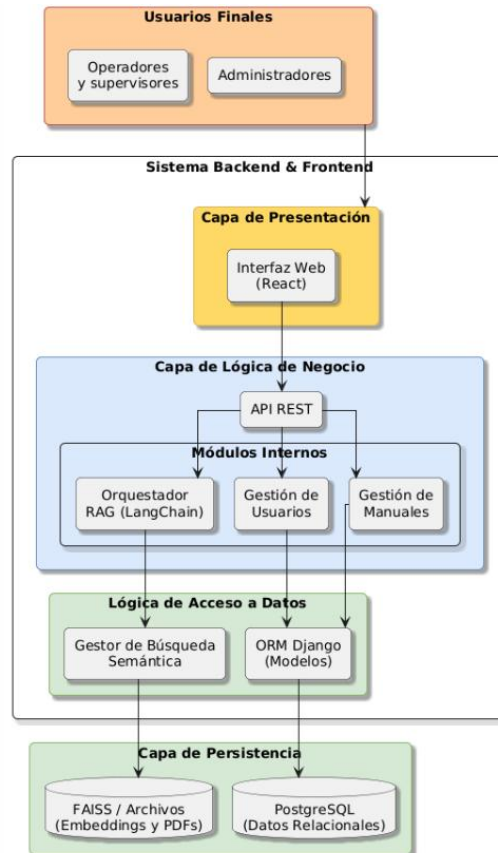 Usuarios Finales
Operadores
y supervisores
Administradores
Sistema Backend & Frontend
Capa de Presentación
Interfaz Web
(React)
Capa de Lógica de Negocio
API REST
Módulos Internos
Orquestador
RAG (LangChain)
Gestión de
Usuarios
Gestión de
Manuales
Lógica de Acceso a Datos
Gestor de Búsqueda
Semántica
ORM Django
(Modelos)
Capa de Persistencia
FAISS / Archivos
(Embeddings y PDFs)
PostgreSQL
(Datos Relacionales)